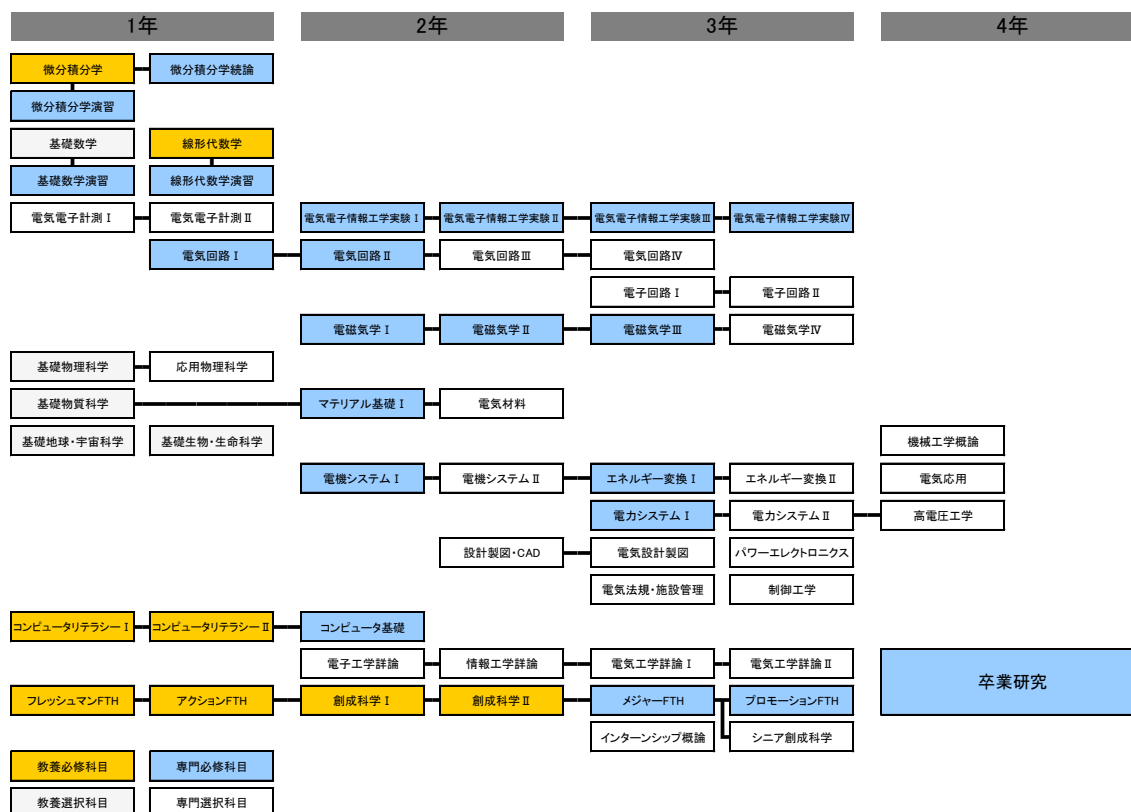 1年 2年 3年 4年
微分積分学 微分積分学続論
微分積分学演習
基礎数学 線形代数学
基礎数学演習 線形代数学演習
電気電子計測Ⅰ 電気電子計測Ⅱ 電気電子情報工学実験Ⅰ 電気電子情報工学実験Ⅱ 電気電子情報工学実験Ⅲ 電気電子情報工学実験Ⅳ
電気回路Ⅰ 電気回路Ⅱ 電気回路Ⅲ 電気回路Ⅳ
電子回路Ⅰ 電子回路Ⅱ
電磁気学Ⅰ 電磁気学Ⅱ 電磁気学Ⅲ 電磁気学Ⅳ
基礎物理科学 応用物理科学
基礎物質科学 マテリアル基礎Ⅰ 電気材料
基礎地球・宇宙科学 基礎生物・生命科学 機械工学概論
電機システムⅠ 電機システムⅡ エネルギー変換Ⅰ エネルギー変換Ⅱ 電気応用
電力システムⅠ 電力システムⅡ 高電圧工学
設計製図・CAD 電気設計製図 パワーエレクトロニクス
電気法規・施設管理 制御工学
コンピュータリテラシーⅠ コンピュータリテラシーⅡ コンピュータ基礎
電子工学詳論 情報工学詳論 電気工学詳論Ⅰ 電気工学詳論Ⅱ
卒業研究
フレッシュマンFTH アクションFTH 創成科学Ⅰ 創成科学Ⅱ メジャーFTH プロモーションFTH
インターンシップ概論 シニア創成科学
教養必修科目 専門必修科目
教養選択科目 専門選択科目